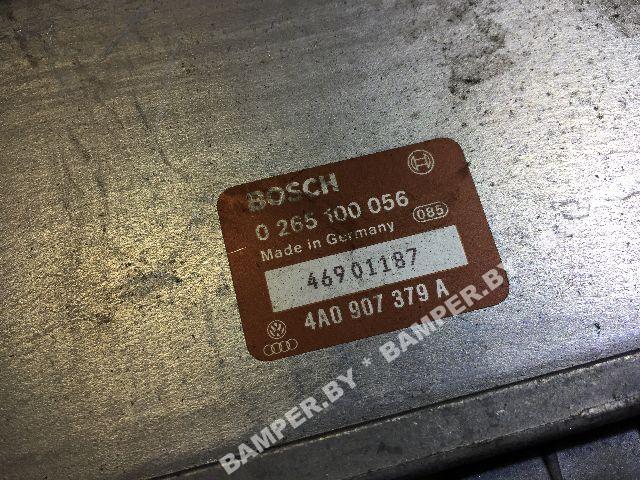 BOSCH
0 265 100 056
085
Made in Germany
46901187
4A0 907 379 A
BAMPER.BY * BAMPER.BY